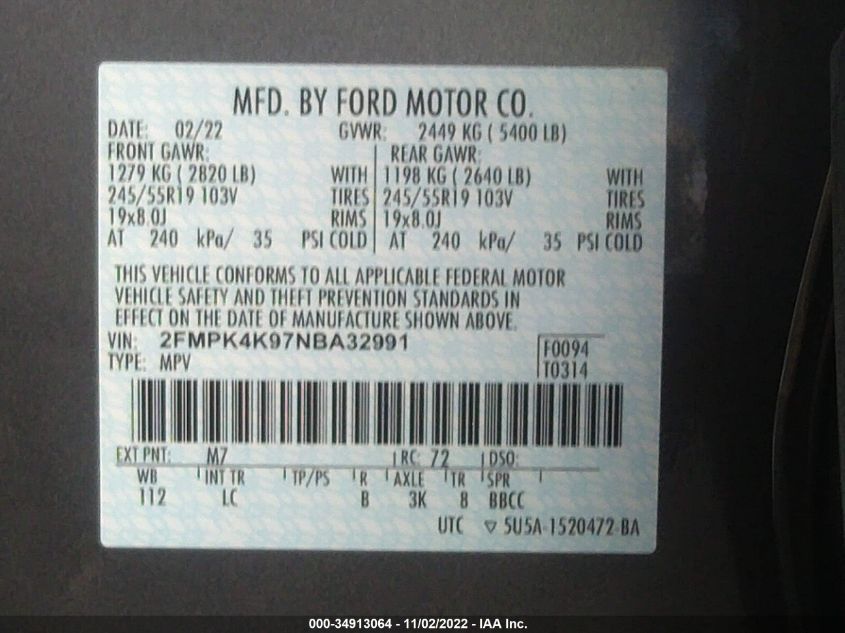 MFD. BY FORD MOTOR CO.
DATE: 02/22 GVWR: 2449 KG ( 5400 LB)
FRONT GAWR: REAR GAWR:
1279 KG ( 2820 LB) WITH 1198 KG ( 2640 LB) WITH
245/55R19 103V TIRES 245/55R19 103V TIRES
19x8.0J RIMS 19x8.0J RIMS
AT 240 kPa/ 35 PSI COLD AT 240 kPa/ 35 PSI COLD
THIS VEHICLE CONFORMS TO ALL APPLICABLE FEDERAL MOTOR
VEHICLE SAFETY AND THEFT PREVENTION STANDARDS IN
EFFECT ON THE DATE OF MANUFACTURE SHOWN ABOVE.
VIN: 2FMPK4K97NBA32991 F0094
TYPE: MPV T0314
EXT PNT: M7 RC: 72 DSO:
WB INT TR TP/PS R AXLE TR SPR
112 LC B 3K 8 BBCC
UTC ▽ 5U5A-1520472-BA
000-34913064 - 11/02/2022 - IAA Inc.